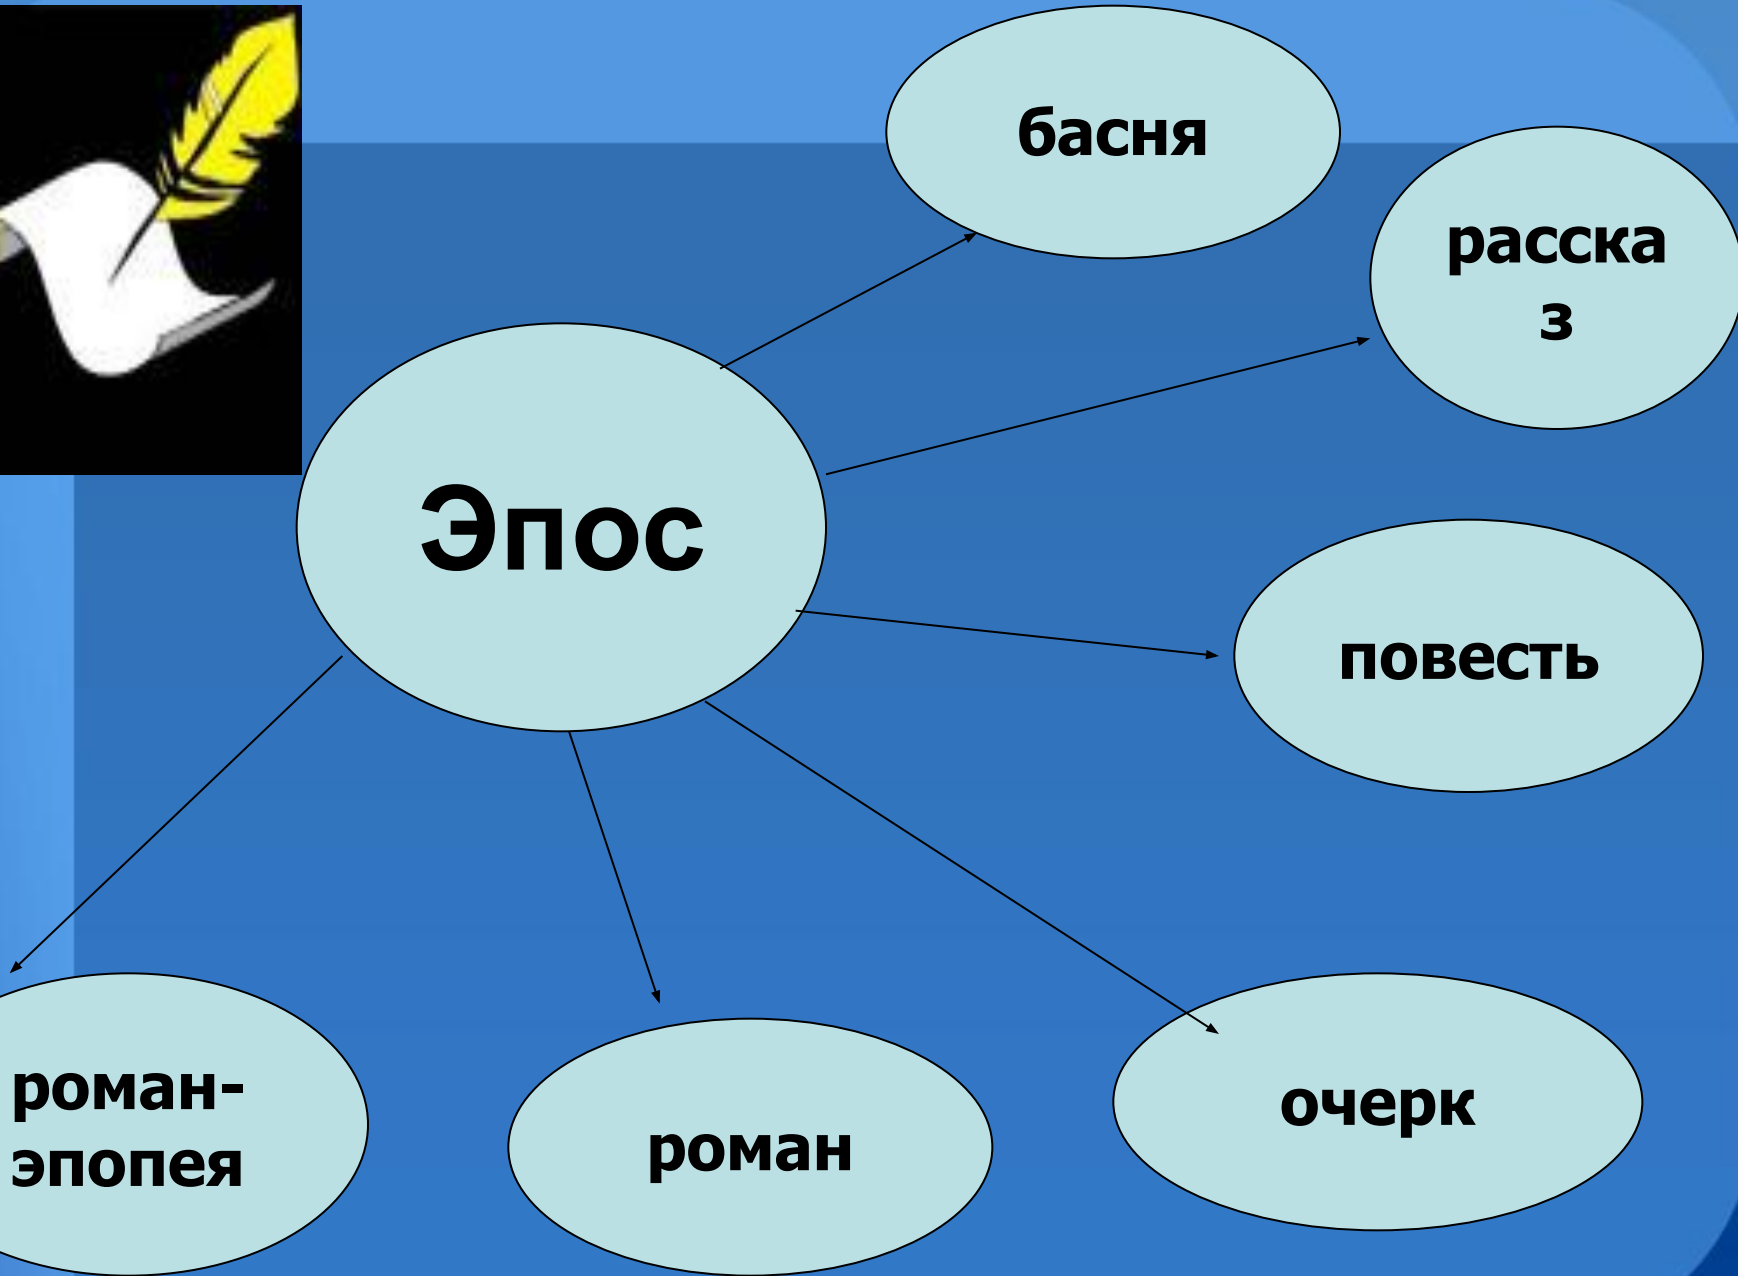 басня
расска
з
Эпос
повесть
роман-
эпопея
роман
очерк